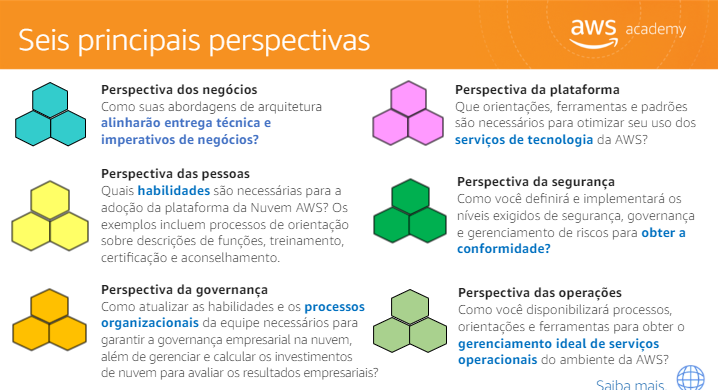 Seis principais perspectivas
aws academy
Perspectiva dos negócios
Como suas abordagens de arquitetura
alinharão entrega técnica e
imperativos de negócios?
Perspectiva das pessoas
Quais habilidades são necessárias para a
adoção da plataforma da Nuvem AWS? Os
exemplos incluem processos de orientação
sobre descrições de funções, treinamento,
certificação e aconselhamento.
Perspectiva da governança
Como atualizar as habilidades e os processos
organizacionais da equipe necessários para
garantir a governança empresarial na nuvem,
além de gerenciar e calcular os investimentos
de nuvem para avaliar os resultados empresariais?
Perspectiva da plataforma
Que orientações, ferramentas e padrões
são necessários para otimizar seu uso dos
serviços de tecnologia da AWS?
Perspectiva da segurança
Como você definirá e implementará os
níveis exigidos de segurança, governança
e gerenciamento de riscos para obter a
conformidade?
Perspectiva das operações
Como você disponibilizará processos,
orientações e ferramentas para obter o
gerenciamento ideal de serviços
operacionais do ambiente da AWS?
Saiba mais